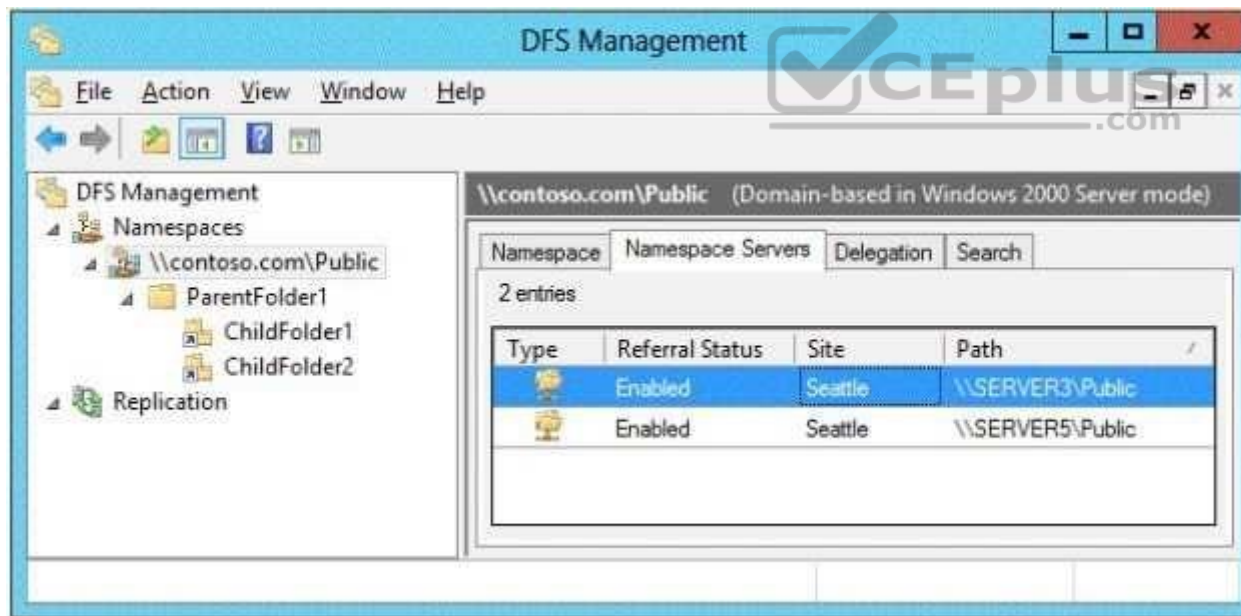 DFS Management
CEplus
.com
File Action View Window Help
DFS Management
Namespaces
\\contoso.com\Public
ParentFolder1
ChildFolder1
ChildFolder2
Replication
\\contoso.com\Public (Domain-based in Windows 2000 Server mode)
Namespace Namespace Servers Delegation Search
2 entries
Type Referral Status Site Path
Enabled Seattle \\SERVER3\Public
Enabled Seattle \\SERVER5\Public